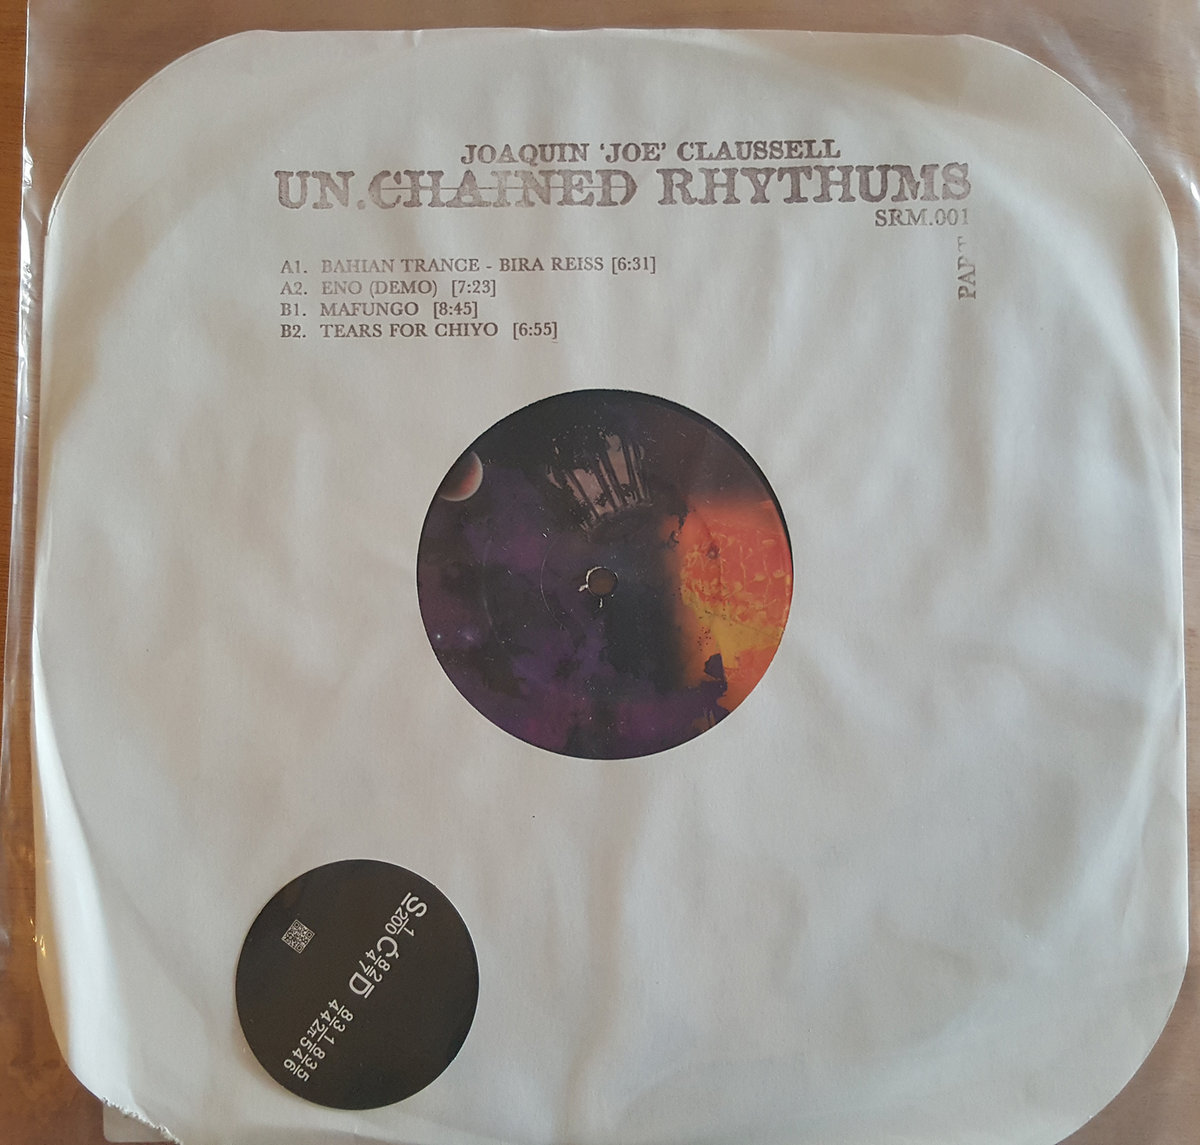 JOAQUIN ‘JOE’ CLAUSSELL
UN.CHAINED RHYTHUMS
SRM.001
PART
A1. BAHIAN TRANCE - BIRA REISS [6:31]
A2. ENO (DEMO) [7:23]
B1. MAFUNGO [8:45]
B2. TEARS FOR CHIYO [6:55]